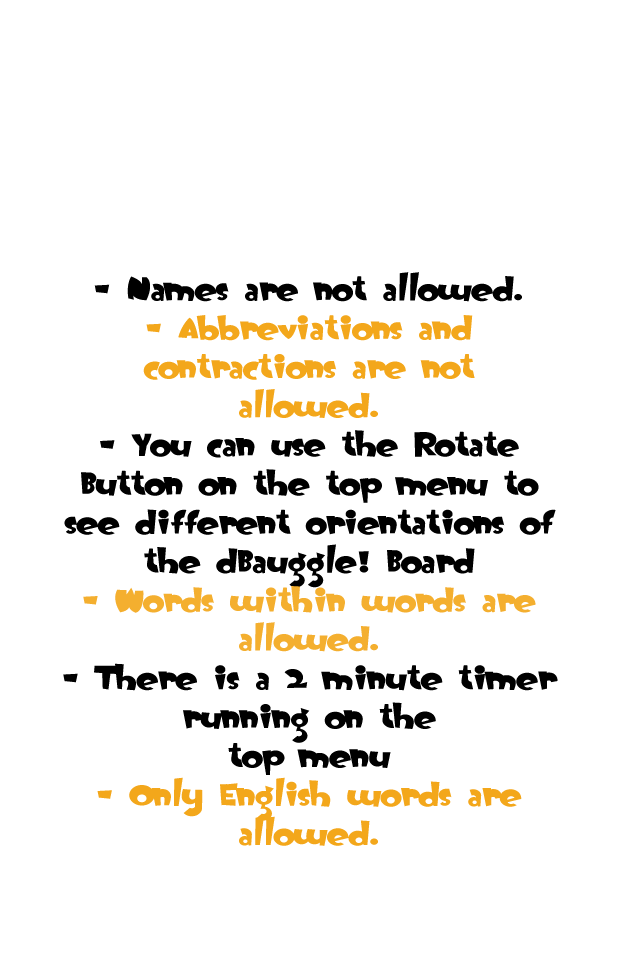 - Names are not allowed.
- Abbreviations and
contractions are not
allowed.
- You can use the Rotate
Button on the top menu to
see different orientations of
the dBauggle! Board
- Words within words are
allowed.
- There is a 2 minute timer
running on the
top menu
- Only English words are
allowed.